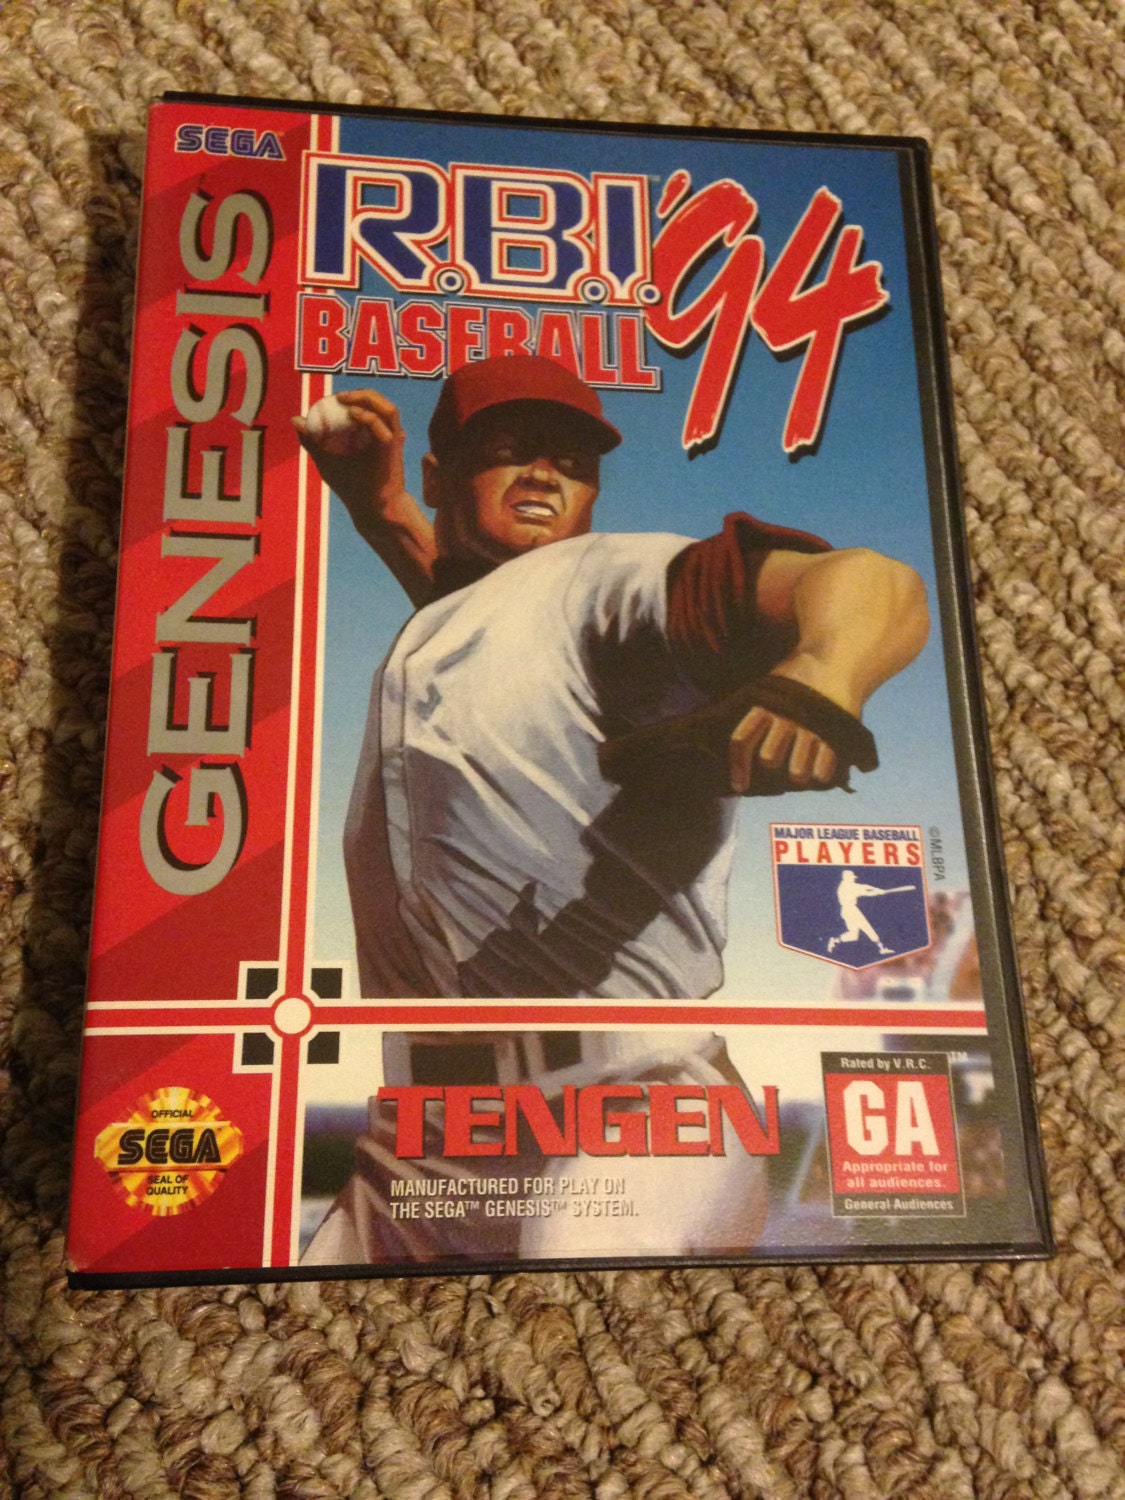 SEGA
GENESIS
R.B.I.™ '94
BASEBALL
MAJOR LEAGUE BASEBALL
PLAYERS
©MLBPA
TENGEN
MANUFACTURED FOR PLAY ON
THE SEGA™ GENESIS™ SYSTEM.
OFFICIAL
SEGA
SEAL OF
QUALITY
Rated by V.R.C.
TM
GA
Appropriate for
all audiences.
General Audiences